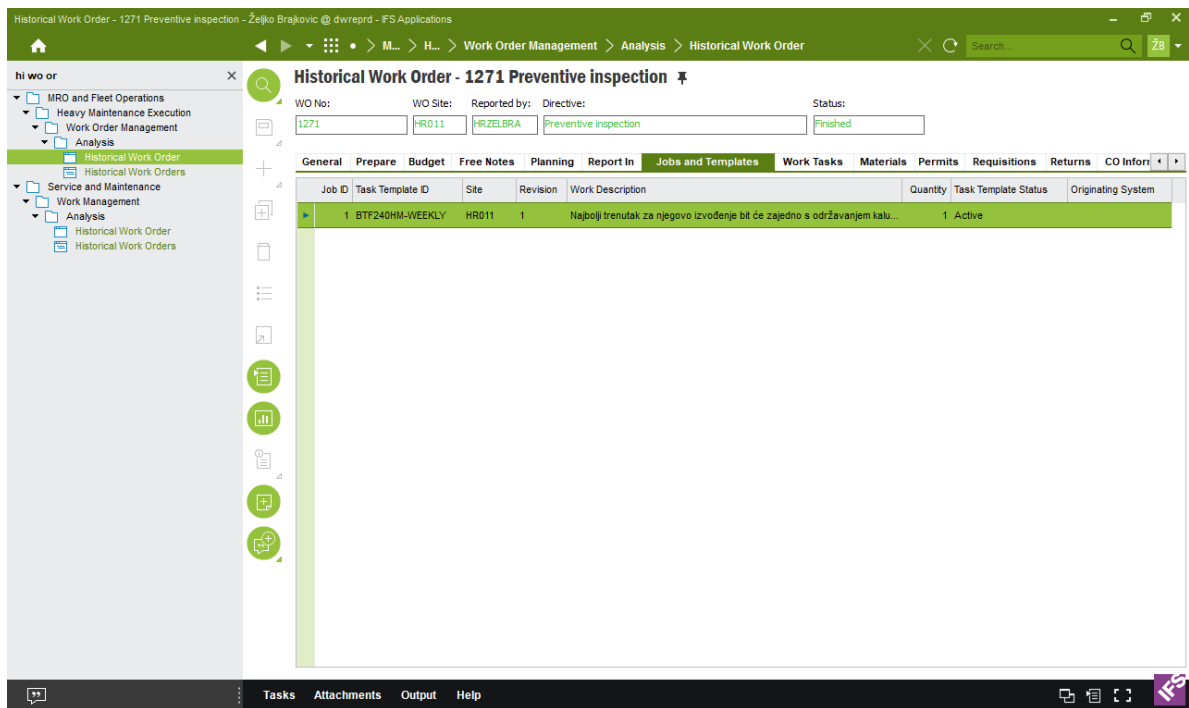 Historical Work Order - 1271 Preventive inspection - Željko Brajkovic @ dwreprd - IFS Applications
M... > H... > Work Order Management > Analysis > Historical Work Order
Search...
ŽB
hi wo or
MRO and Fleet Operations
Heavy Maintenance Execution
Work Order Management
Analysis
Historical Work Order
Historical Work Orders
Service and Maintenance
Work Management
Analysis
Historical Work Order
Historical Work Orders
Historical Work Order - 1271 Preventive inspection
WO No: WO Site: Reported by: Directive: Status:
1271 HR011 HRZELBRA Preventive inspection Finished
General Prepare Budget Free Notes Planning Report In Jobs and Templates Work Tasks Materials Permits Requisitions Returns CO Inforr
Job ID Task Template ID Site Revision Work Description Quantity Task Template Status Originating System
1 BTF240HM-WEEKLY HR011 1 Najbolji trenutak za njegovo izvođenje bit će zajedno s održavanjem kalu... 1 Active
Tasks Attachments Output Help
IFS